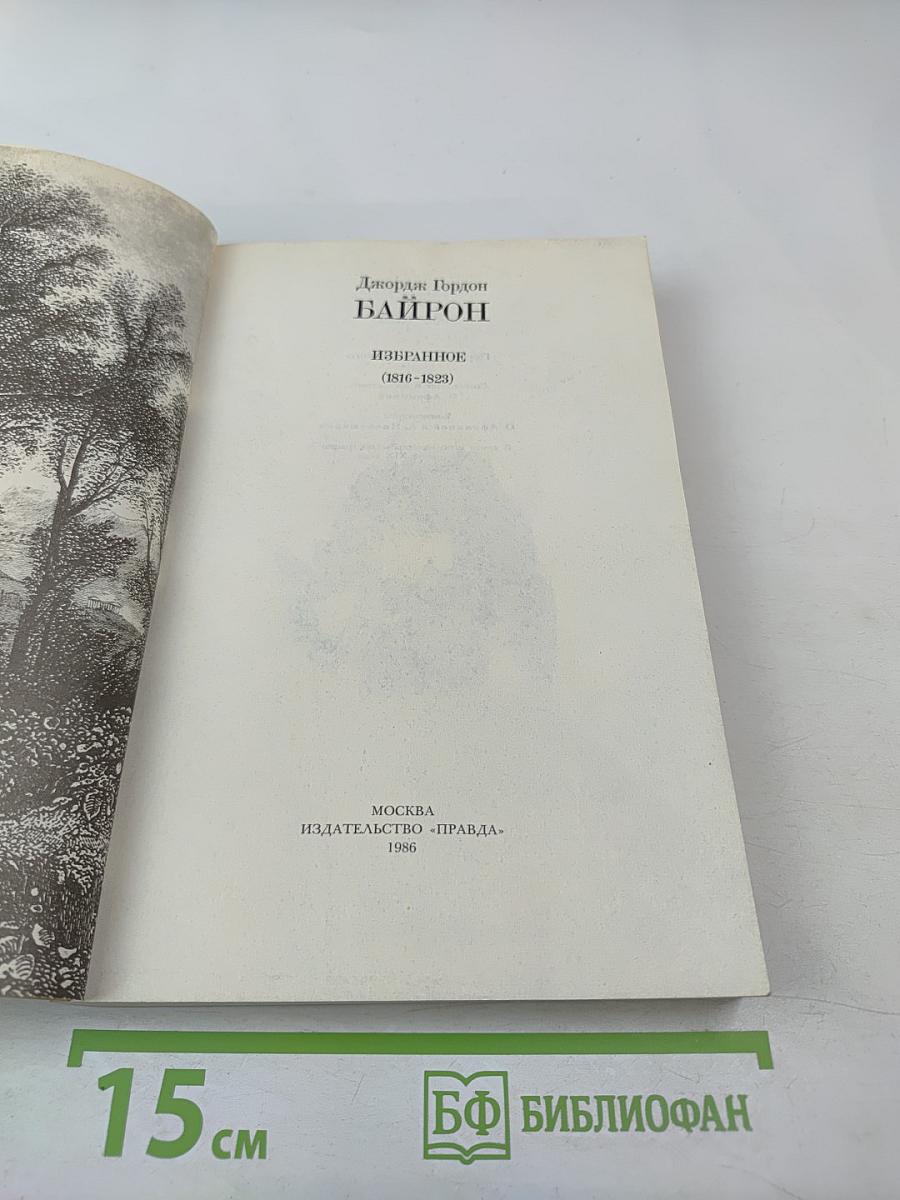 Джордж Гордон
БАЙРОН
ИЗБРАННОЕ
(1816-1823)
МОСКВА
ИЗДАТЕЛЬСТВО «ПРАВДА»
1986
15 см
БФ БИБЛИОФАН